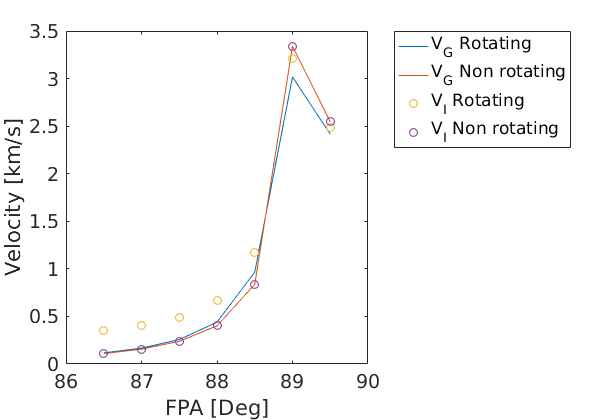 3.5
3
2.5
2
1.5
1
0.5
0
Velocity [km/s]
86
87
88
89
90
FPA [Deg]
V_G Rotating
V_G Non rotating
V_I Rotating
V_I Non rotating